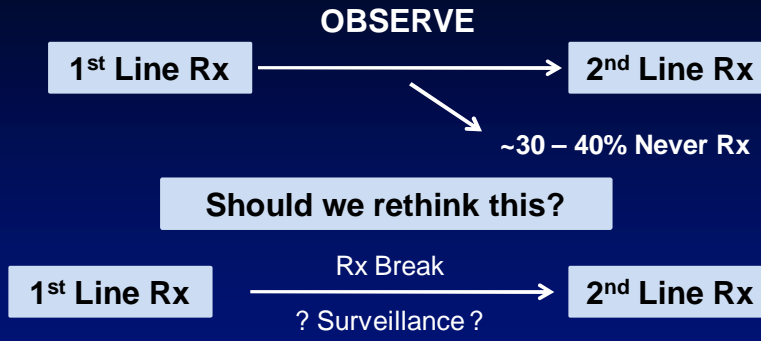 OBSERVE
1st Line Rx
2nd Line Rx
~30 – 40% Never Rx
Should we rethink this?
Rx Break
1st Line Rx
2nd Line Rx
? Surveillance ?